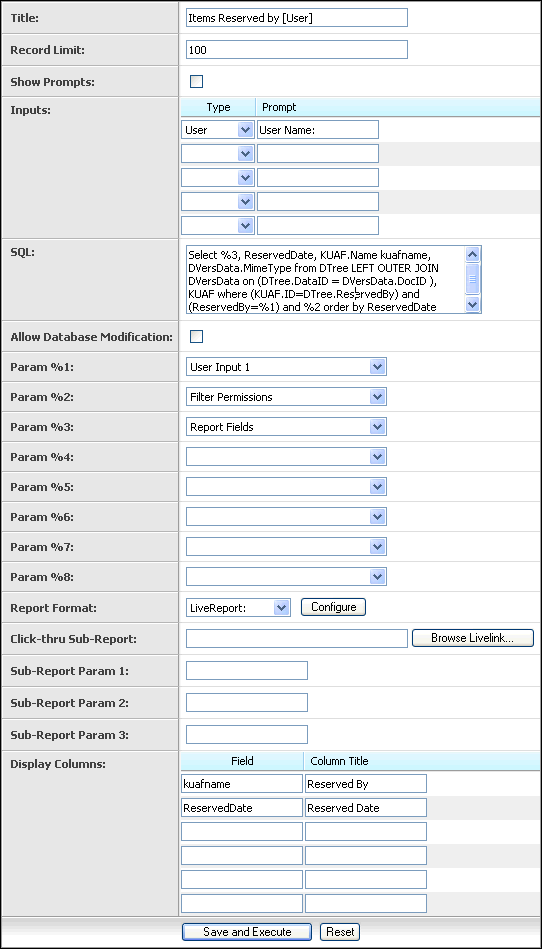 Title: Items Reserved by [User]
Record Limit: 100
Show Prompts:
Inputs: Type Prompt
User User Name:
SQL:
Select %3, ReservedDate, KUAF.Name kuafname,
DVersData.MimeType from DTree LEFT OUTER JOIN
DVersData on (DTree.DataID = DVersData.DocID ),
KUAF where (KUAF.ID=DTree.ReservedBy) and
(ReservedBy=%1) and %2 order by ReservedDate
Allow Database Modification:
Param %1: User Input 1
Param %2: Filter Permissions
Param %3: Report Fields
Param %4:
Param %5:
Param %6:
Param %7:
Param %8:
Report Format: LiveReport: Configure
Click-thru Sub-Report: Browse Livelink...
Sub-Report Param 1:
Sub-Report Param 2:
Sub-Report Param 3:
Display Columns: Field Column Title
kuafname Reserved By
ReservedDate Reserved Date
Save and Execute Reset